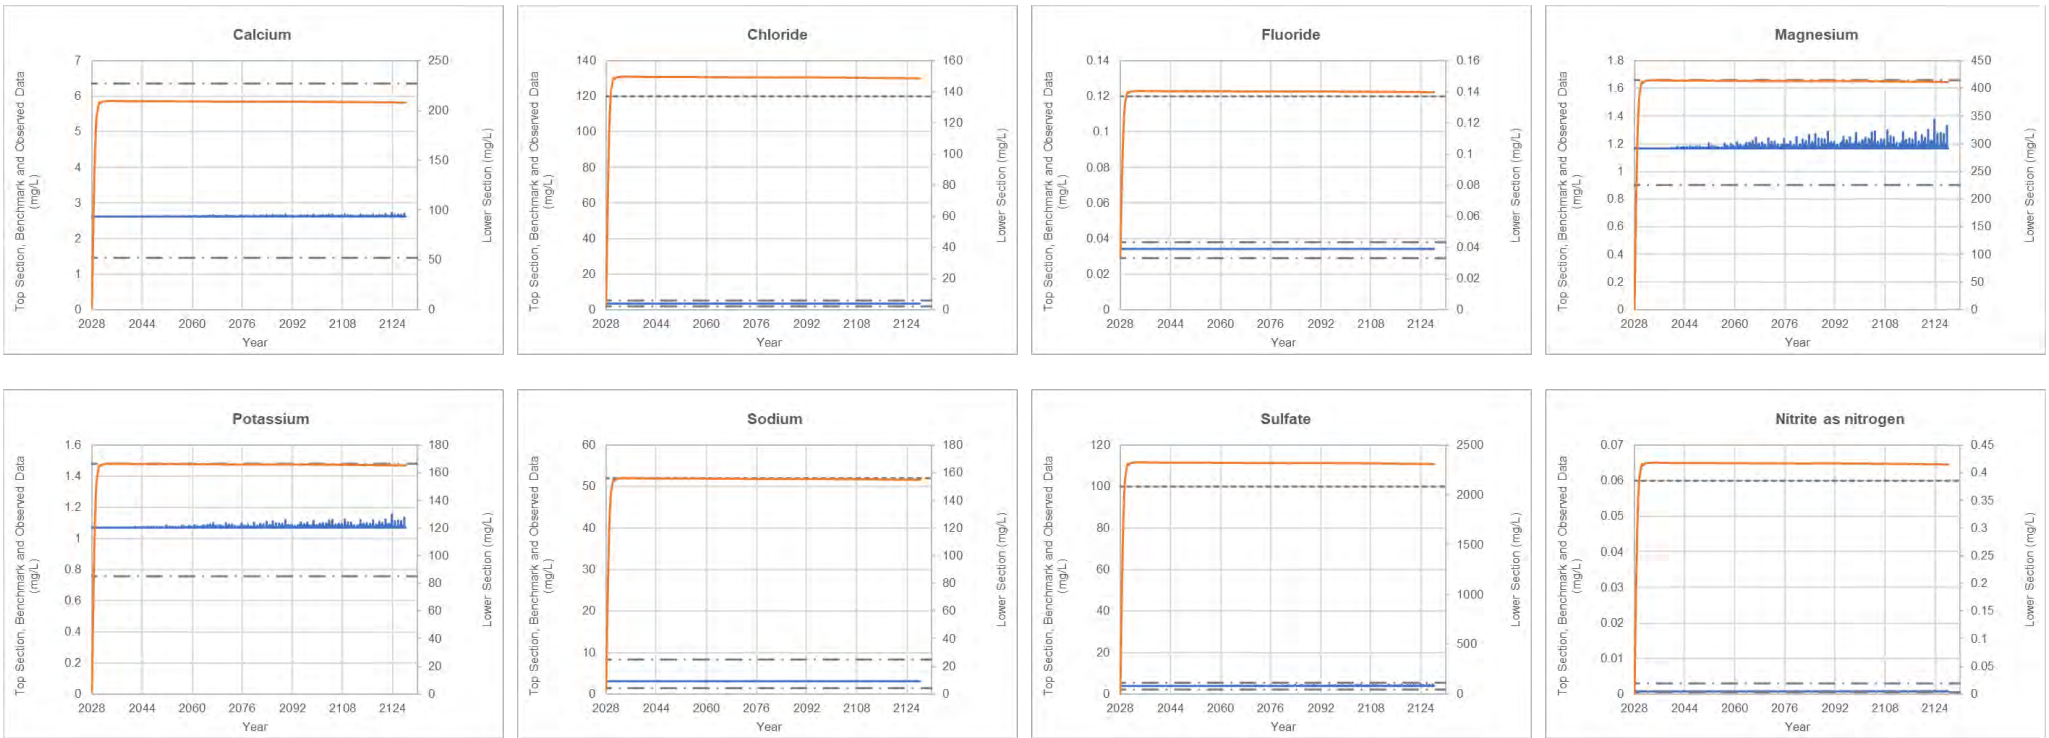 Calcium
Top Section, Benchmark and Observed Data
(mg/L)
7
6
5
4
3
2
1
0
250
200
150
100
50
0
Lower Section (mg/L)
2028 2044 2060 2076 2092 2108 2124
Year
Chloride
Top Section, Benchmark and Observed Data
(mg/L)
140
120
100
80
60
40
20
0
160
140
120
100
80
60
40
20
0
Lower Section (mg/L)
2028 2044 2060 2076 2092 2108 2124
Year
Fluoride
Top Section, Benchmark and Observed Data
(mg/L)
0.14
0.12
0.1
0.08
0.06
0.04
0.02
0
0.16
0.14
0.12
0.1
0.08
0.06
0.04
0.02
0
Lower Section (mg/L)
2028 2044 2060 2076 2092 2108 2124
Year
Magnesium
Top Section, Benchmark and Observed Data
(mg/L)
1.8
1.6
1.4
1.2
1
0.8
0.6
0.4
0.2
0
450
400
350
300
250
200
150
100
50
0
Lower Section (mg/L)
2028 2044 2060 2076 2092 2108 2124
Year
Potassium
Top Section, Benchmark and Observed Data
(mg/L)
1.6
1.4
1.2
1
0.8
0.6
0.4
0.2
0
180
160
140
120
100
80
60
40
20
0
Lower Section (mg/L)
2028 2044 2060 2076 2092 2108 2124
Year
Sodium
Top Section, Benchmark and Observed Data
(mg/L)
60
50
40
30
20
10
0
180
160
140
120
100
80
60
40
20
0
Lower Section (mg/L)
2028 2044 2060 2076 2092 2108 2124
Year
Sulfate
Top Section, Benchmark and Observed Data
(mg/L)
120
100
80
60
40
20
0
2500
2000
1500
1000
500
0
Lower Section (mg/L)
2028 2044 2060 2076 2092 2108 2124
Year
Nitrite as nitrogen
Top Section, Benchmark and Observed Data
(mg/L)
0.07
0.06
0.05
0.04
0.03
0.02
0.01
0
0.45
0.4
0.35
0.3
0.25
0.2
0.15
0.1
0.05
0
Lower Section (mg/L)
2028 2044 2060 2076 2092 2108 2124
Year